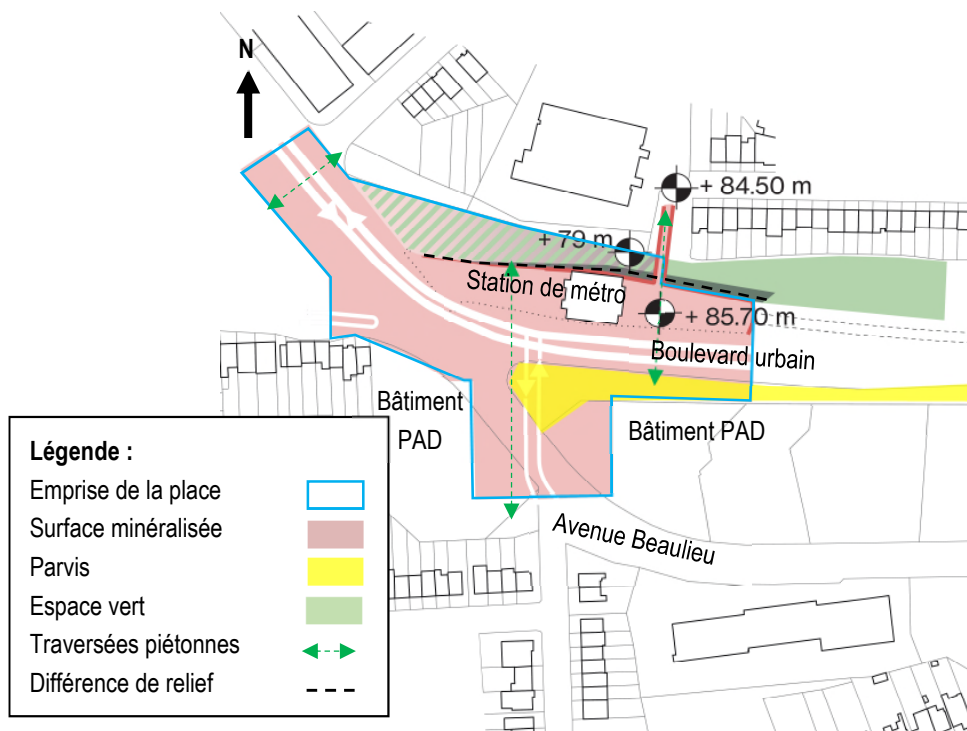 N
+ 84.50 m
+ 79 m
Station de métro
+ 85.70 m
Boulevard urbain
Bâtiment
PAD
Bâtiment PAD
Avenue Beaulieu
Légende :
Emprise de la place
Surface minéralisée
Parvis
Espace vert
Traversées piétonnes
Différence de relief